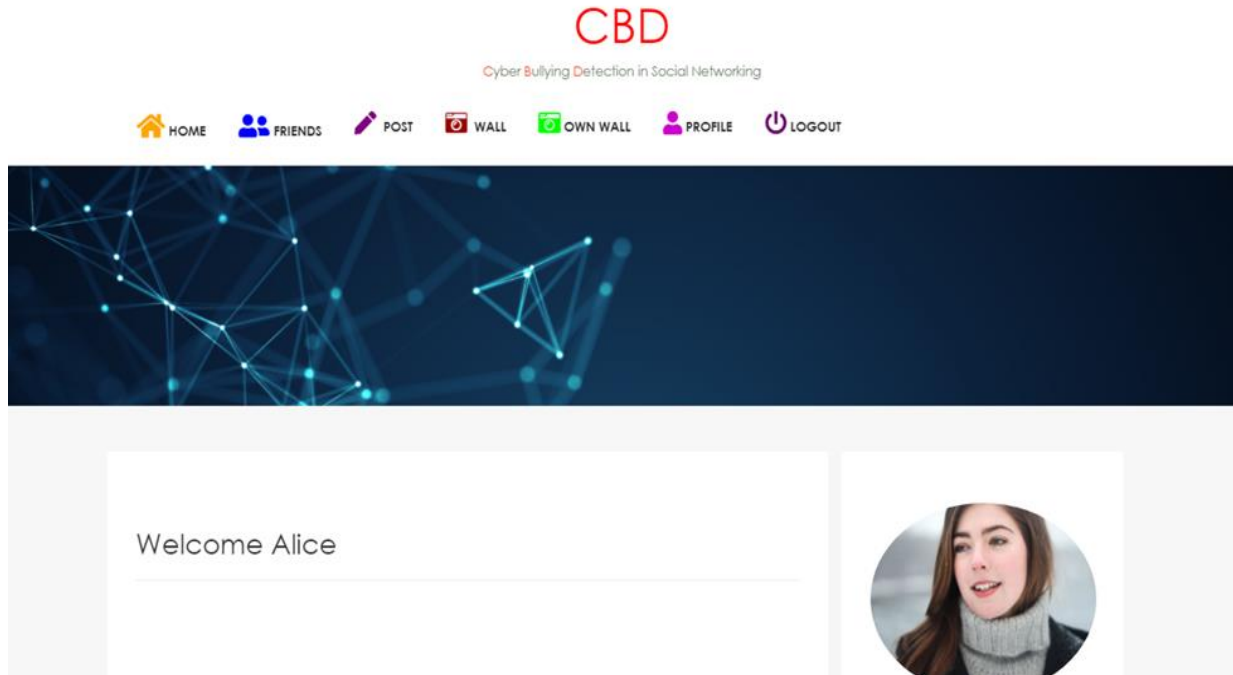 CBD
Cyber Bullying Detection in Social Networking
HOME FRIENDS POST WALL OWN WALL PROFILE LOGOUT
Welcome Alice